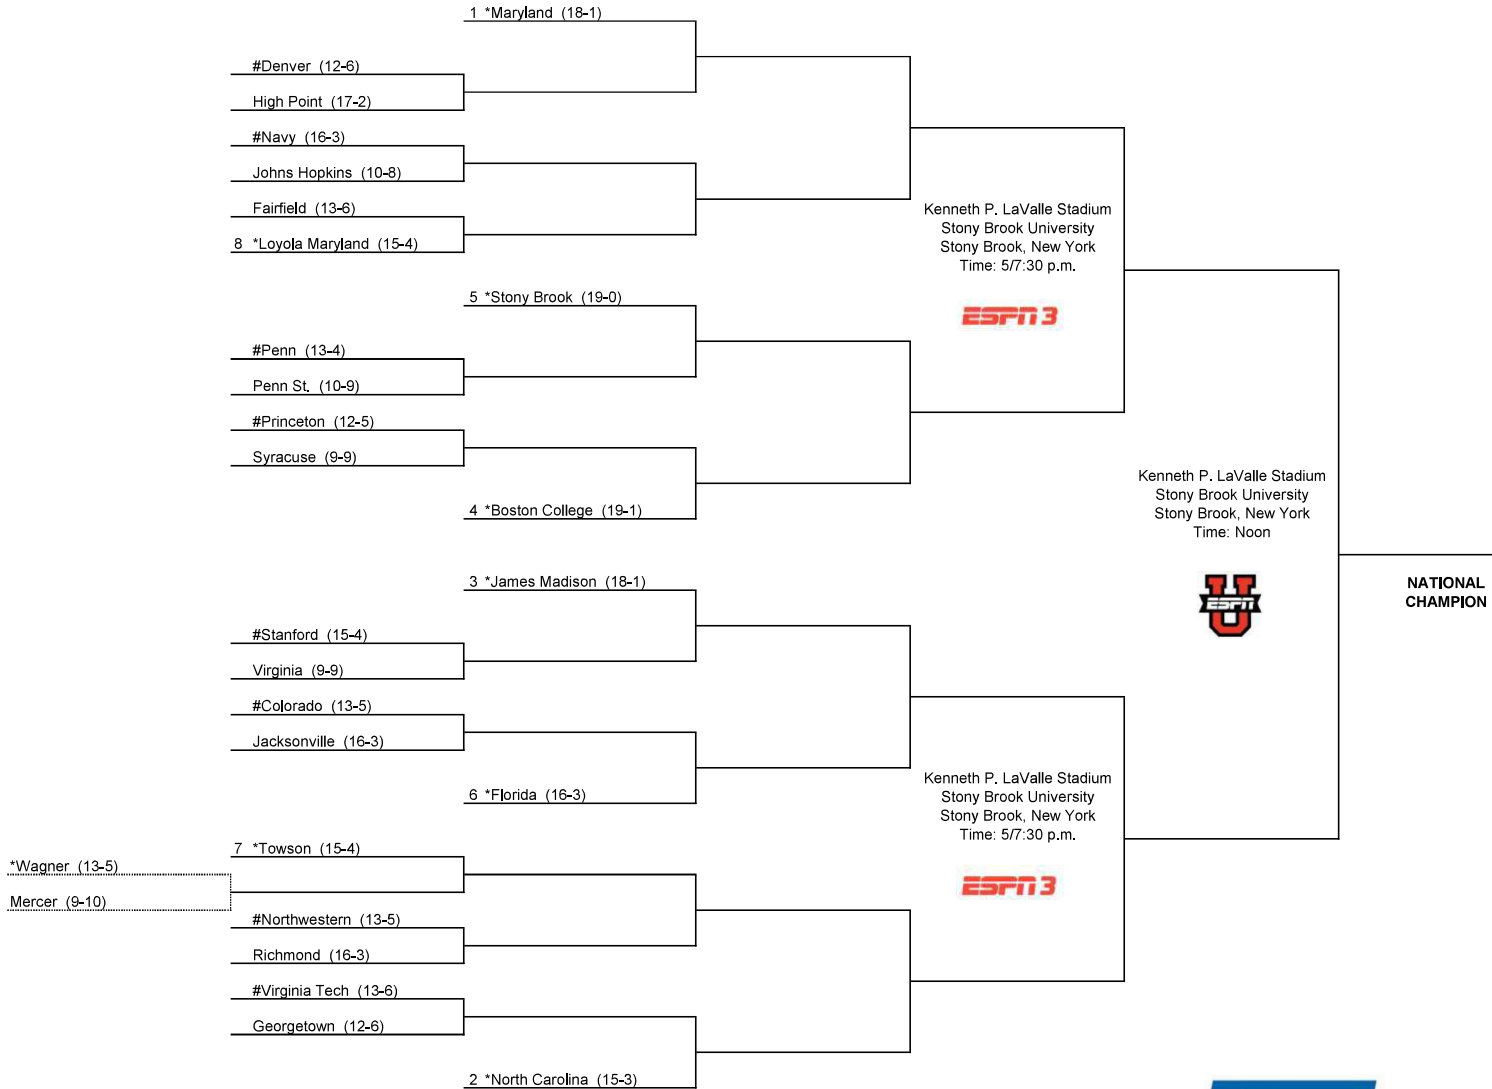 1 *Maryland (18-1)
#Denver (12-6)
High Point (17-2)
#Navy (16-3)
Johns Hopkins (10-8)
Fairfield (13-6)
8 *Loyola Maryland (15-4)
Kenneth P. LaValle Stadium
Stony Brook University
Stony Brook, New York
Time: 5/7:30 p.m.
ESPN 3
5 *Stony Brook (19-0)
#Penn (13-4)
Penn St. (10-9)
#Princeton (12-5)
Syracuse (9-9)
4 *Boston College (19-1)
Kenneth P. LaValle Stadium
Stony Brook University
Stony Brook, New York
Time: Noon
ESPN U
NATIONAL
CHAMPION
3 *James Madison (18-1)
#Stanford (15-4)
Virginia (9-9)
#Colorado (13-5)
Jacksonville (16-3)
6 *Florida (16-3)
Kenneth P. LaValle Stadium
Stony Brook University
Stony Brook, New York
Time: 5/7:30 p.m.
ESPN 3
7 *Towson (15-4)
*Wagner (13-5)
Mercer (9-10)
#Northwestern (13-5)
Richmond (16-3)
#Virginia Tech (13-6)
Georgetown (12-6)
2 *North Carolina (15-3)